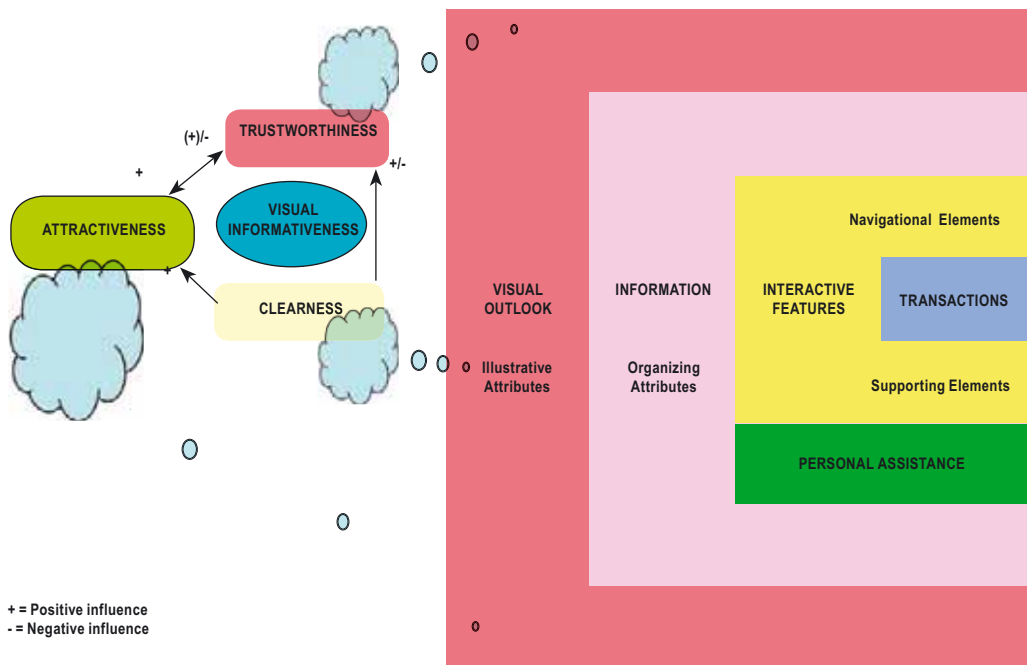 TRUSTWORTHINESS
(+)/-
+/-
+
VISUAL
INFORMATIVENESS
ATTRACTIVENESS
+
CLEARNESS
VISUAL
OUTLOOK
Illustrative
Attributes
INFORMATION
Organizing
Attributes
Navigational Elements
INTERACTIVE
FEATURES
TRANSACTIONS
Supporting Elements
PERSONAL ASSISTANCE
+ = Positive influence
- = Negative influence